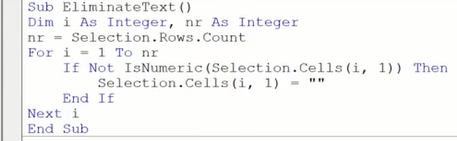 Sub EliminateText()
Dim i As Integer, nr As Integer
nr = Selection.Rows.Count
For i = 1 To nr
    If Not IsNumeric(Selection.Cells(i, 1)) Then
        Selection.Cells(i, 1) = ""
    End If
Next i
End Sub